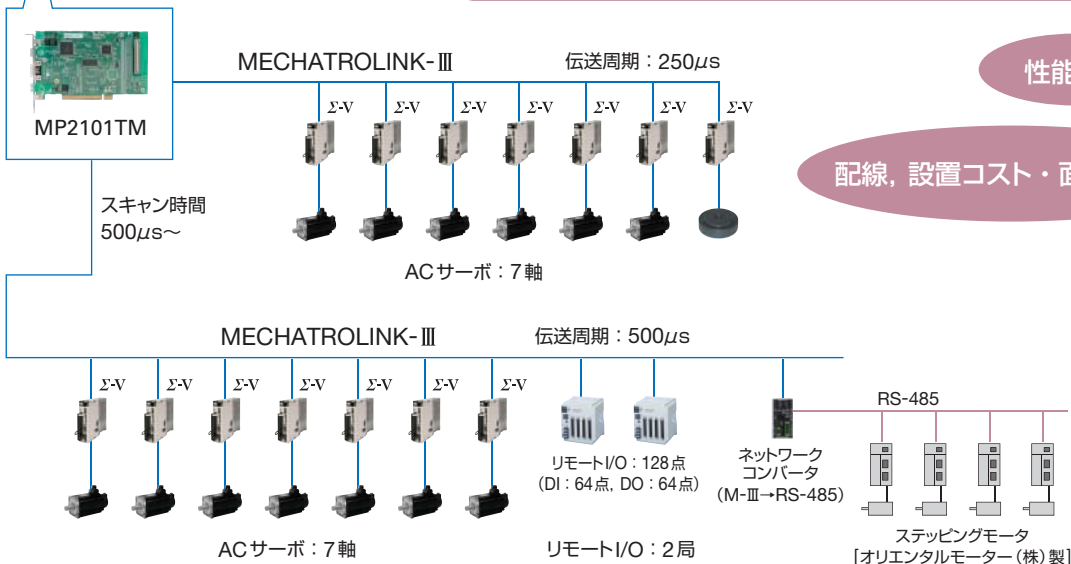 MP2101TM
MECHATROLINK-Ⅲ
伝送周期：250μs
性能
Σ-V Σ-V Σ-V Σ-V Σ-V Σ-V Σ-V
配線, 設置コスト・面
スキャン時間
500μs～
ACサーボ：7軸
MECHATROLINK-Ⅲ
伝送周期：500μs
Σ-V Σ-V Σ-V Σ-V Σ-V Σ-V Σ-V
RS-485
リモートI/O：128点
(DI：64点, DO：64点)
ネットワーク
コンバータ
(M-Ⅲ→RS-485)
ACサーボ：7軸
リモートI/O：2局
ステッピングモータ
[オリエンタルモーター(株)製]